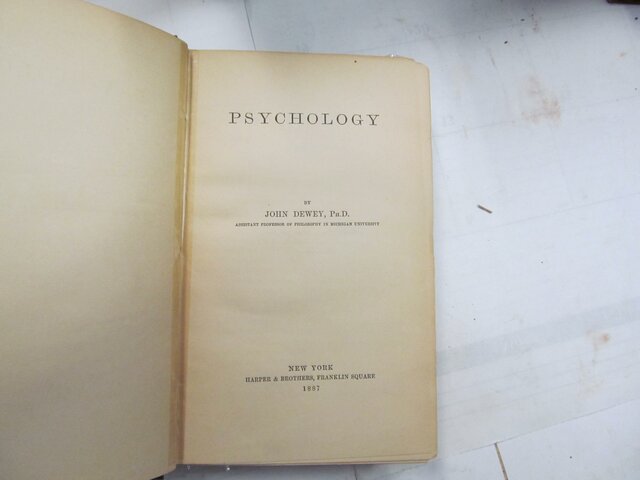 PSYCHOLOGY
BY
JOHN DEWEY, Ph.D.
ASSISTANT PROFESSOR OF PHILOSOPHY IN MICHIGAN UNIVERSITY
NEW YORK
HARPER & BROTHERS, FRANKLIN SQUARE
1887